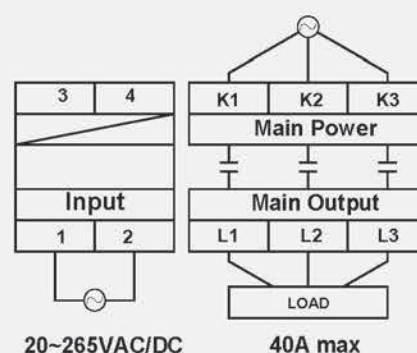 3 4 K1 K2 K3
Main Power
Input Main Output
1 2 L1 L2 L3
LOAD
20~265VAC/DC 40A max